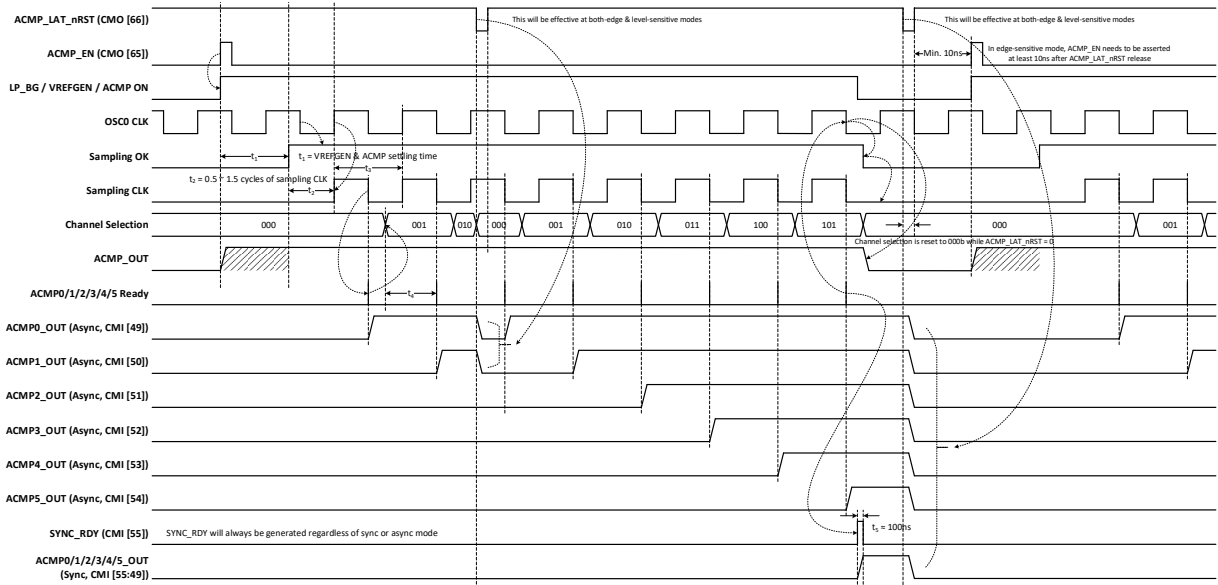 ACMP_LAT_nRST (CMO [66])
This will be effective at both-edge & level-sensitive modes
This will be effective at both-edge & level-sensitive modes
ACMP_EN (CMO [65])
Min. 10ns
In edge-sensitive mode, ACMP_EN needs to be asserted
at least 10ns after ACMP_LAT_nRST release
LP_BG / VREFGEN / ACMP ON
OSC0 CLK
Sampling OK
t₁
t₁ = VREFGEN & ACMP settling time
t₃
t₂ = 0.5 ~ 1.5 cycles of sampling CLK
t₂
Sampling CLK
Channel Selection
000
001
010
000
001
010
011
100
101
000
001
Channel selection is reset to 000b while ACMP_LAT_nRST = 0
ACMP_OUT
ACMP0/1/2/3/4/5 Ready
t₄
ACMP0_OUT (Async, CMI [49])
ACMP1_OUT (Async, CMI [50])
ACMP2_OUT (Async, CMI [51])
ACMP3_OUT (Async, CMI [52])
ACMP4_OUT (Async, CMI [53])
ACMP5_OUT (Async, CMI [54])
SYNC_RDY (CMI [55])
SYNC_RDY will always be generated regardless of sync or async mode
t₅ ≈ 100ns
ACMP0/1/2/3/4/5_OUT
(Sync, CMI [55:49])